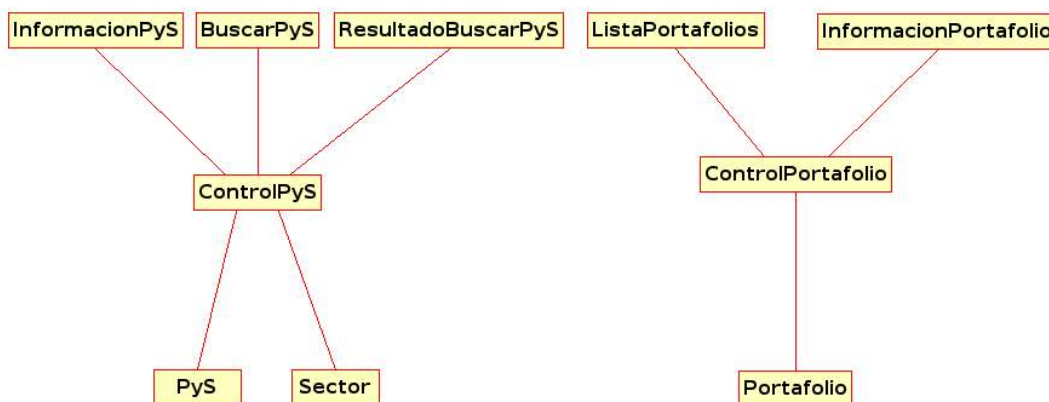 InformacionPyS
BuscarPyS
ResultadoBuscarPyS
ListaPortafolios
InformacionPortafolio
ControlPyS
ControlPortafolio
PyS
Sector
Portafolio